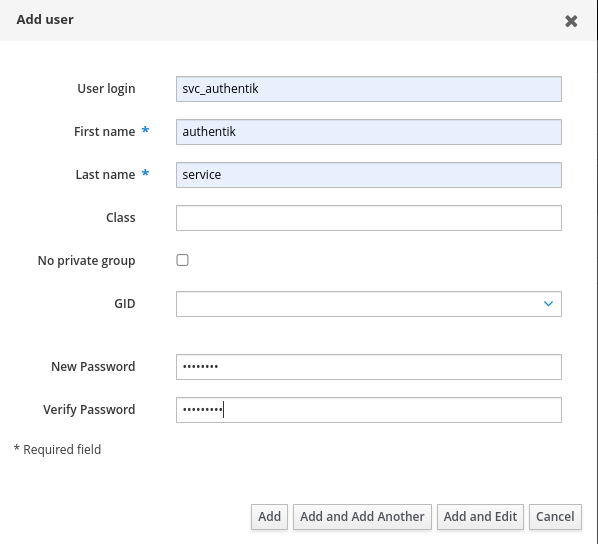 Add user
User login svc_authentik
First name * authentik
Last name * service
Class
No private group
GID
New Password ••••••••
Verify Password •••••••••
* Required field
Add Add and Add Another Add and Edit Cancel